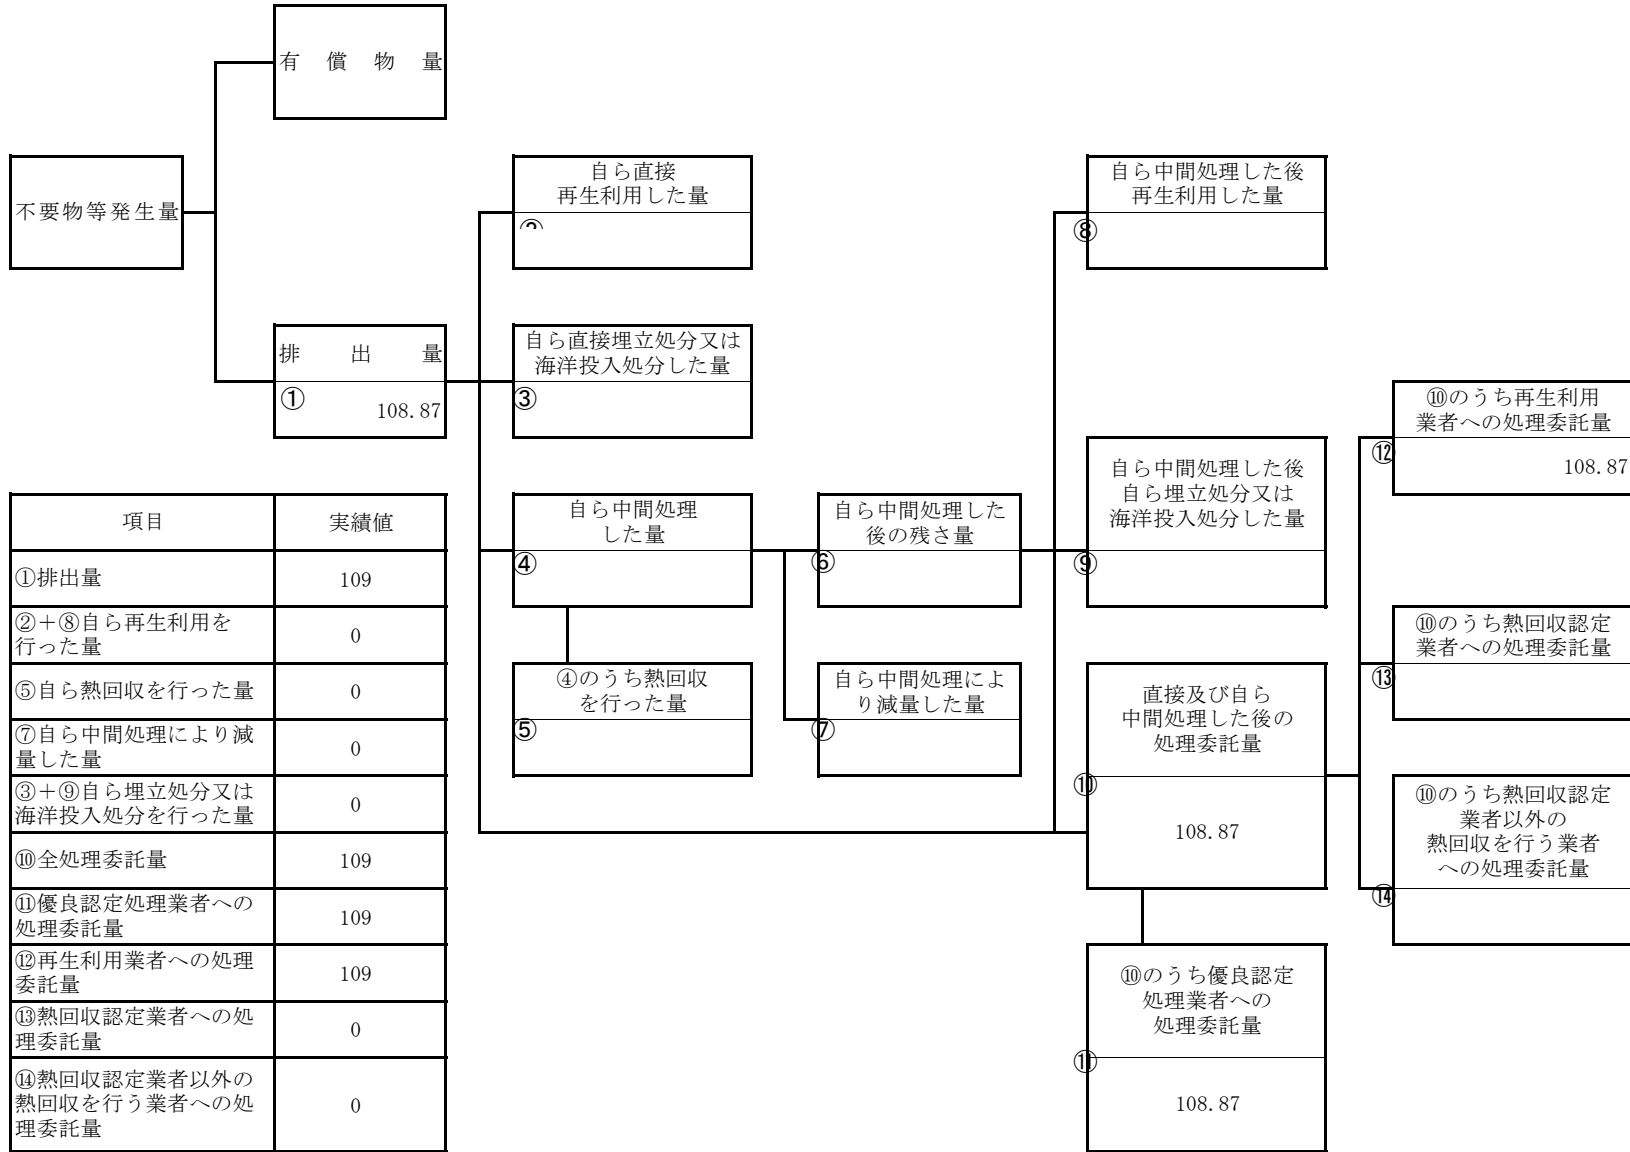 有償物量
不要物等発生量
自ら直接
再生利用した量
②
自ら中間処理した後
再生利用した量
⑧
排出量
①
108.87
自ら直接埋立処分又は
海洋投入処分した量
③
⑩のうち再生利用
業者への処理委託量
⑫
108.87
自ら中間処理した後
自ら埋立処分又は
海洋投入処分した量
⑨
自ら中間処理
した量
④
自ら中間処理した
後の残さ量
⑥
⑩のうち熱回収認定
業者への処理委託量
⑬
④のうち熱回収
を行った量
⑤
自ら中間処理によ
り減量した量
⑦
直接及び自ら
中間処理した後の
処理委託量
⑩
108.87
⑩のうち熱回収認定
業者以外の
熱回収を行う業者
への処理委託量
⑭
⑩のうち優良認定
処理業者への
処理委託量
⑪
108.87
項目 実績値
①排出量 109
②＋⑧自ら再生利用を
行った量 0
⑤自ら熱回収を行った量 0
⑦自ら中間処理により減
量した量 0
③＋⑨自ら埋立処分又は
海洋投入処分を行った量 0
⑩全処理委託量 109
⑪優良認定処理業者への
処理委託量 109
⑫再生利用業者への処理
委託量 109
⑬熱回収認定業者への処
理委託量 0
⑭熱回収認定業者以外の
熱回収を行う業者への処
理委託量 0